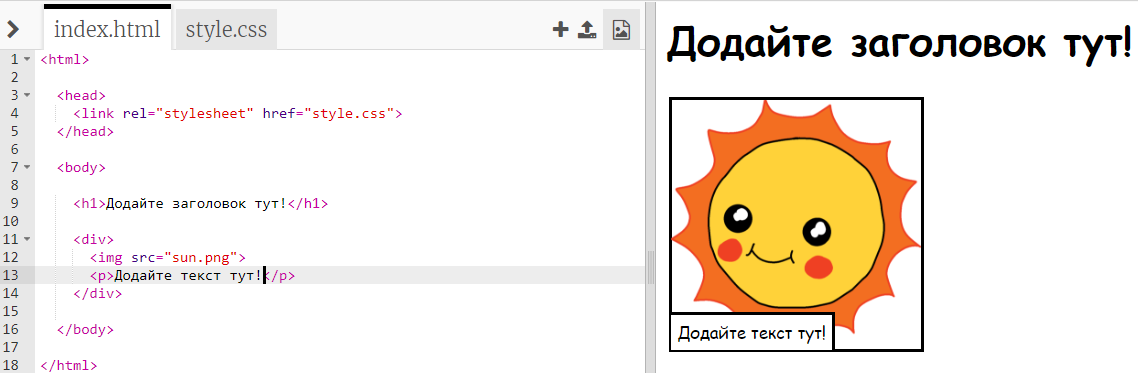 index.html style.css
1 <html>
2
3 <head>
4 <link rel="stylesheet" href="style.css">
5 </head>
6
7 <body>
8
9 <h1>Додайте заголовок тут!</h1>
10
11 <div>
12 <img src="sun.png">
13 <p>Додайте текст тут!</p>
14 </div>
15
16 </body>
17
18 </html>
Додайте заголовок тут!
Додайте текст тут!